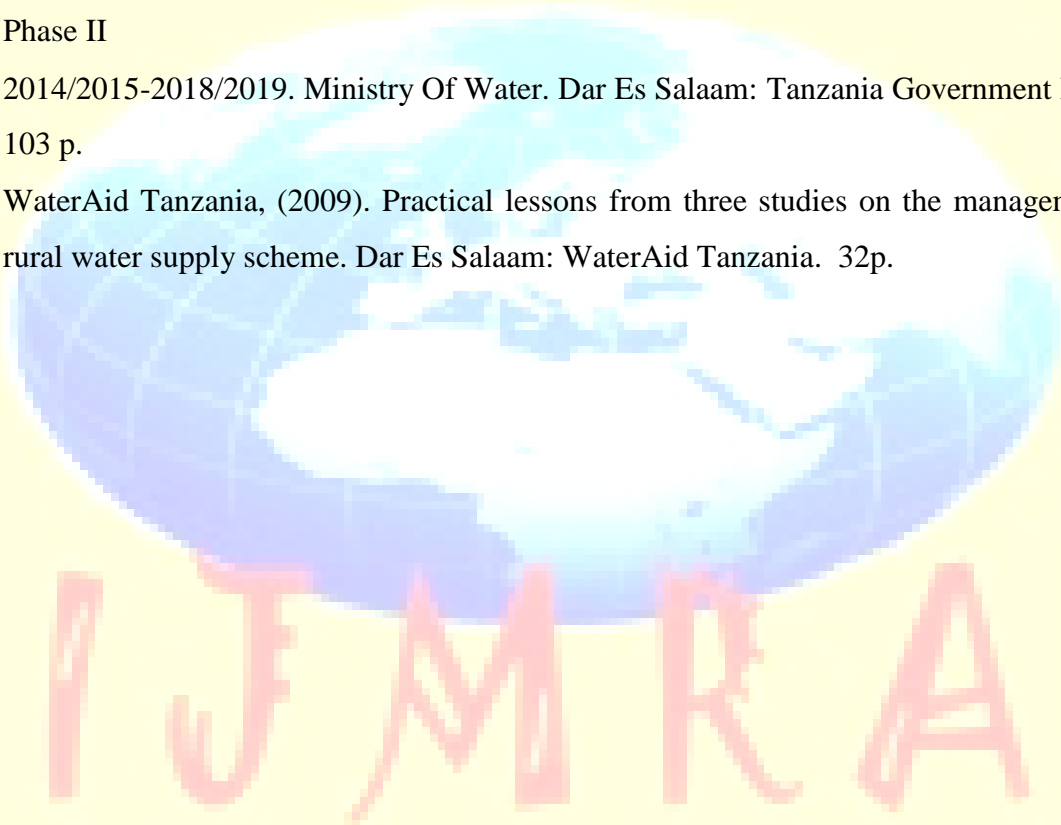 Phase II
2014/2015-2018/2019. Ministry Of Water. Dar Es Salaam: Tanzania Government
103 p.
WaterAid Tanzania, (2009). Practical lessons from three studies on the
rural water supply scheme. Dar Es Salaam: WaterAid Tanzania. 32p.
IJMRA